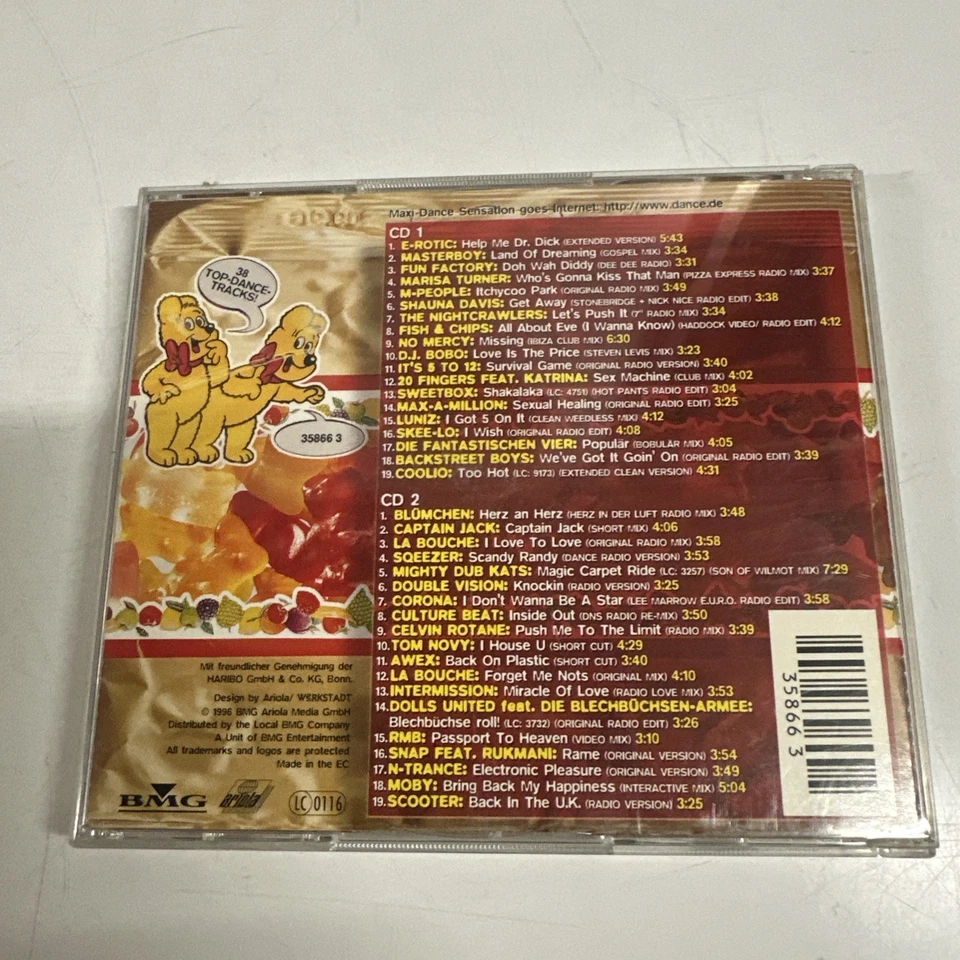 Maxi-Dance Sensation goes Internet: http://www.dance.de
CD 1
1. E-ROTIC: Help Me Dr. Dick (EXTENDED VERSION) 5:43
2. MASTERBOY: Land Of Dreaming (GOSPEL MIX) 3:34
3. FUN FACTORY: Doh Wah Diddy (DEE DEE RADIO) 3:31
4. MARISA TURNER: Who's Gonna Kiss That Man (PIZZA EXPRESS RADIO MIX) 3:37
5. M-PEOPLE: Itchycoo Park (ORIGINAL RADIO MIX) 3:49
6. SHAUNA DAVIS: Get Away (STONEBRIDGE + NICK NICE RADIO EDIT) 3:38
7. THE NIGHTCRAWLERS: Let's Push It (7" RADIO MIX) 3:34
8. FISH & CHIPS: All About Eve (I Wanna Know) (HADDOCK VIDEO/ RADIO EDIT) 4:12
9. NO MERCY: Missing (IBIZA CLUB MIX) 6:30
10. D.J. BOBO: Love Is The Price (STEVEN LEVIS MIX) 3:23
11. IT'S 5 TO 12: Survival Game (ORIGINAL RADIO VERSION) 3:40
12. 20 FINGERS FEAT. KATRINA: Sex Machine (CLUB MIX) 4:02
13. SWEETBOX: Shakalaka (LC: 4751) (HOT PANTS RADIO EDIT) 3:04
14. MAX-A-MILLION: Sexual Healing (ORIGINAL RADIO EDIT) 3:25
15. LUNIZ: I Got 5 On It (CLEAN WEEDLESS MIX) 4:12
16. SKEE-LO: I Wish (ORIGINAL RADIO EDIT) 4:08
17. DIE FANTASTISCHEN VIER: Populär (BOBULÄR MIX) 4:05
18. BACKSTREET BOYS: We've Got It Goin' On (ORIGINAL RADIO EDIT) 3:39
19. COOLIO: Too Hot (LC: 9173) (EXTENDED CLEAN VERSION) 4:31
CD 2
1. BLÜMCHEN: Herz an Herz (HERZ IN DER LUFT RADIO MIX) 3:48
2. CAPTAIN JACK: Captain Jack (SHORT MIX) 4:06
3. LA BOUCHE: I Love To Love (ORIGINAL RADIO MIX) 3:58
4. SQEEZER: Scandy Randy (DANCE RADIO VERSION) 3:53
5. MIGHTY DUB KATS: Magic Carpet Ride (LC: 3257) (SON OF WILMOT MIX) 7:29
6. DOUBLE VISION: Knockin (RADIO VERSION) 3:25
7. CORONA: I Don't Wanna Be A Star (LEE MARROW E.U.R.O. RADIO EDIT) 3:58
8. CULTURE BEAT: Inside Out (DNS RADIO RE-MIX) 3:50
9. CELVIN ROTANE: Push Me To The Limit (RADIO MIX) 3:39
10. TOM NOVY: I House U (SHORT CUT) 4:29
11. AWEX: Back On Plastic (SHORT CUT) 3:40
12. LA BOUCHE: Forget Me Nots (ORIGINAL MIX) 4:10
13. INTERMISSION: Miracle Of Love (RADIO LOVE MIX) 3:53
14. DOLLS UNITED feat. DIE BLECHBÜCHSEN-ARMEE:
Blechbüchse roll! (LC: 3732) (ORIGINAL RADIO EDIT) 3:26
15. RMB: Passport To Heaven (VIDEO MIX) 3:10
16. SNAP FEAT. RUKMANI: Rame (ORIGINAL VERSION) 3:54
17. N-TRANCE: Electronic Pleasure (ORIGINAL VERSION) 3:49
18. MOBY: Bring Back My Happiness (INTERACTIVE MIX) 5:04
19. SCOOTER: Back In The U.K. (RADIO VERSION) 3:25
38
TOP-DANCE-
TRACKS!
35866 3
Mit freundlicher Genehmigung der
HARIBO GmbH & Co. KG, Bonn.
Design by Ariola/ WERKSTADT
© 1996 BMG Ariola Media GmbH
Distributed by the Local BMG Company
A Unit of BMG Entertainment
All trademarks and logos are protected
Made in the EC
BMG
ariola
LC 0116
35866 3